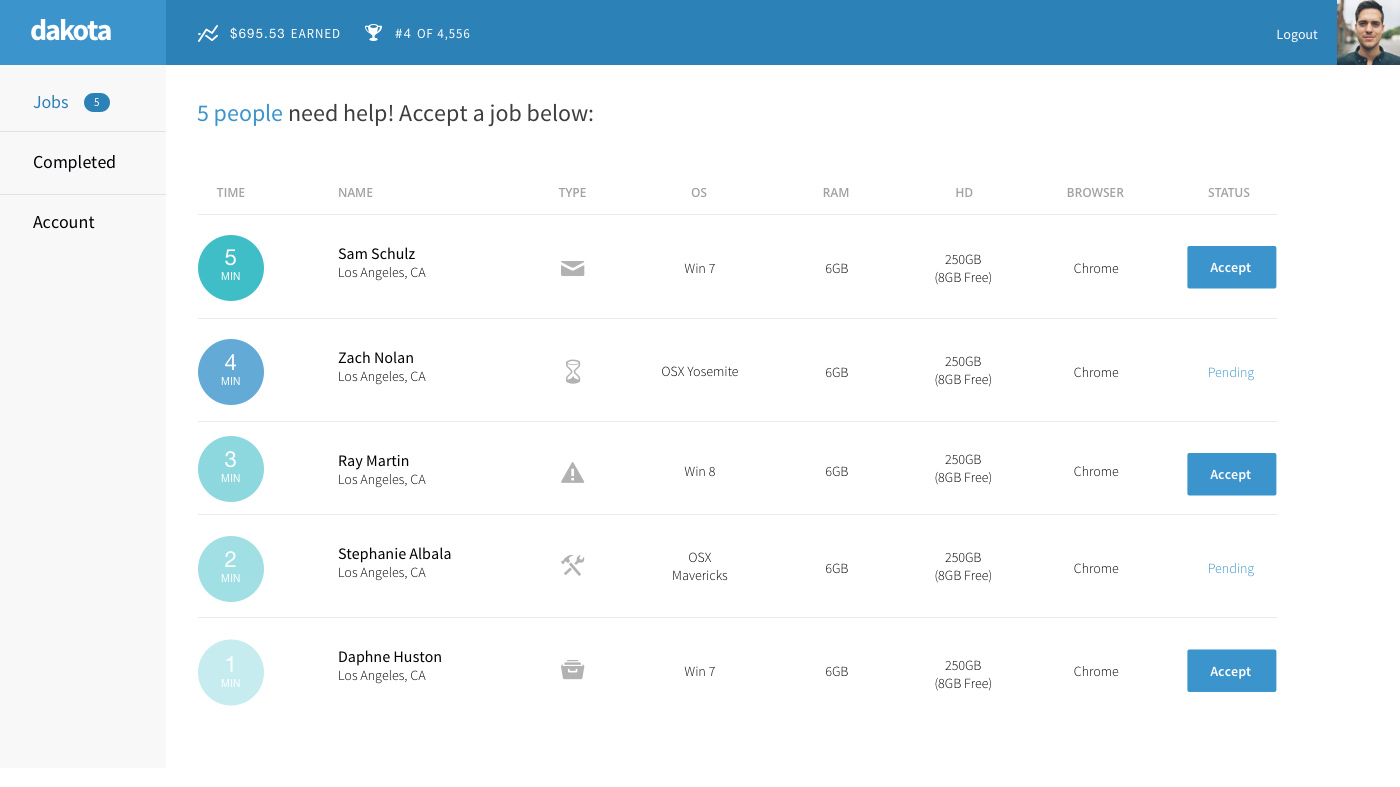 dakota
$695.53 EARNED
#4 OF 4,556
Logout
Jobs 5
Completed
Account
5 people need help! Accept a job below:
TIME NAME TYPE OS RAM HD BROWSER STATUS
5
MIN
Sam Schulz
Los Angeles, CA
Win 7
6GB
250GB
(8GB Free)
Chrome
Accept
4
MIN
Zach Nolan
Los Angeles, CA
OSX Yosemite
6GB
250GB
(8GB Free)
Chrome
Pending
3
MIN
Ray Martin
Los Angeles, CA
Win 8
6GB
250GB
(8GB Free)
Chrome
Accept
2
MIN
Stephanie Albala
Los Angeles, CA
OSX
Mavericks
6GB
250GB
(8GB Free)
Chrome
Pending
1
MIN
Daphne Huston
Los Angeles, CA
Win 7
6GB
250GB
(8GB Free)
Chrome
Accept